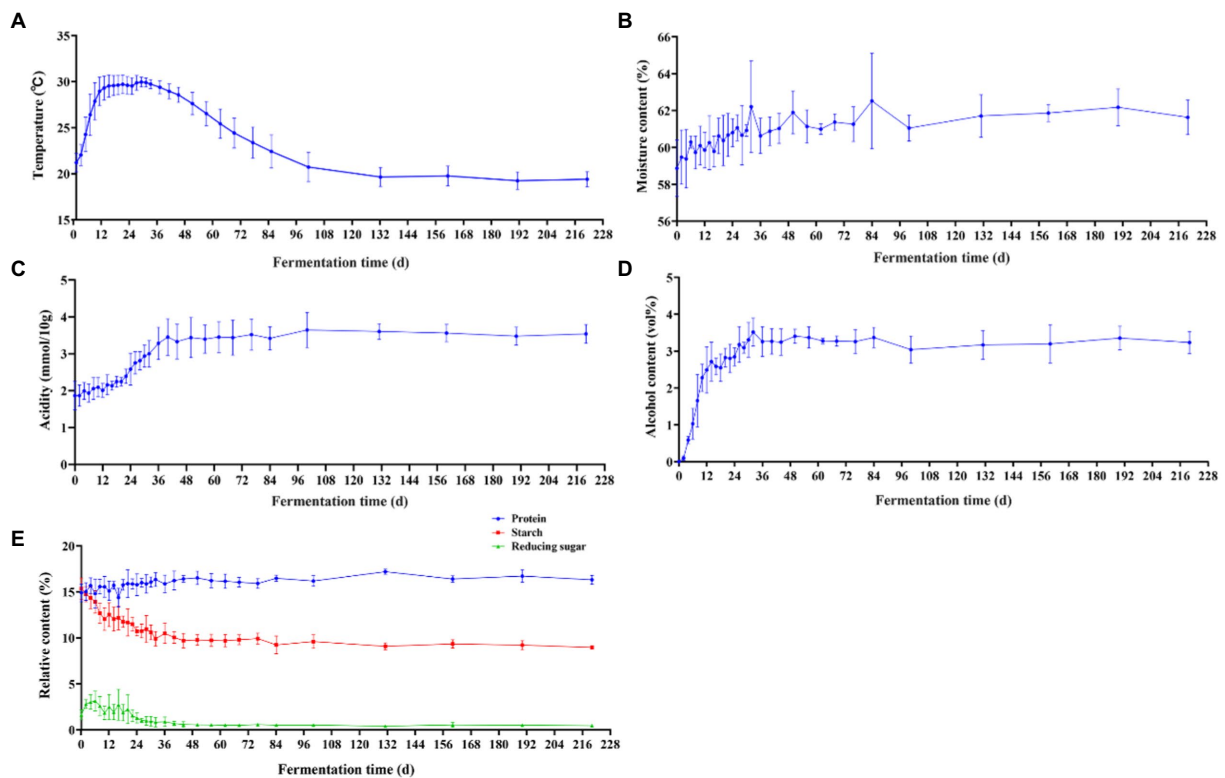 A
Temperature (℃)
35
30
25
20
15
0 12 24 36 48 60 72 84 96 108 120 132 144 156 168 180 192 204 216 228
Fermentation time (d)
B
Moisture content (%)
66
64
62
60
58
56
0 12 24 36 48 60 72 84 96 108 120 132 144 156 168 180 192 204 216 228
Fermentation time (d)
C
Acidity (mmol/10g)
5
4
3
2
1
0
0 12 24 36 48 60 72 84 96 108 120 132 144 156 168 180 192 204 216 228
Fermentation time (d)
D
Alcohol content (vol%)
5
4
3
2
1
0
0 12 24 36 48 60 72 84 96 108 120 132 144 156 168 180 192 204 216 228
Fermentation time (d)
E
Protein
Starch
Reducing sugar
Relative content (%)
20
15
10
5
0
0 12 24 36 48 60 72 84 96 108 120 132 144 156 168 180 192 204 216 228
Fermentation time (d)